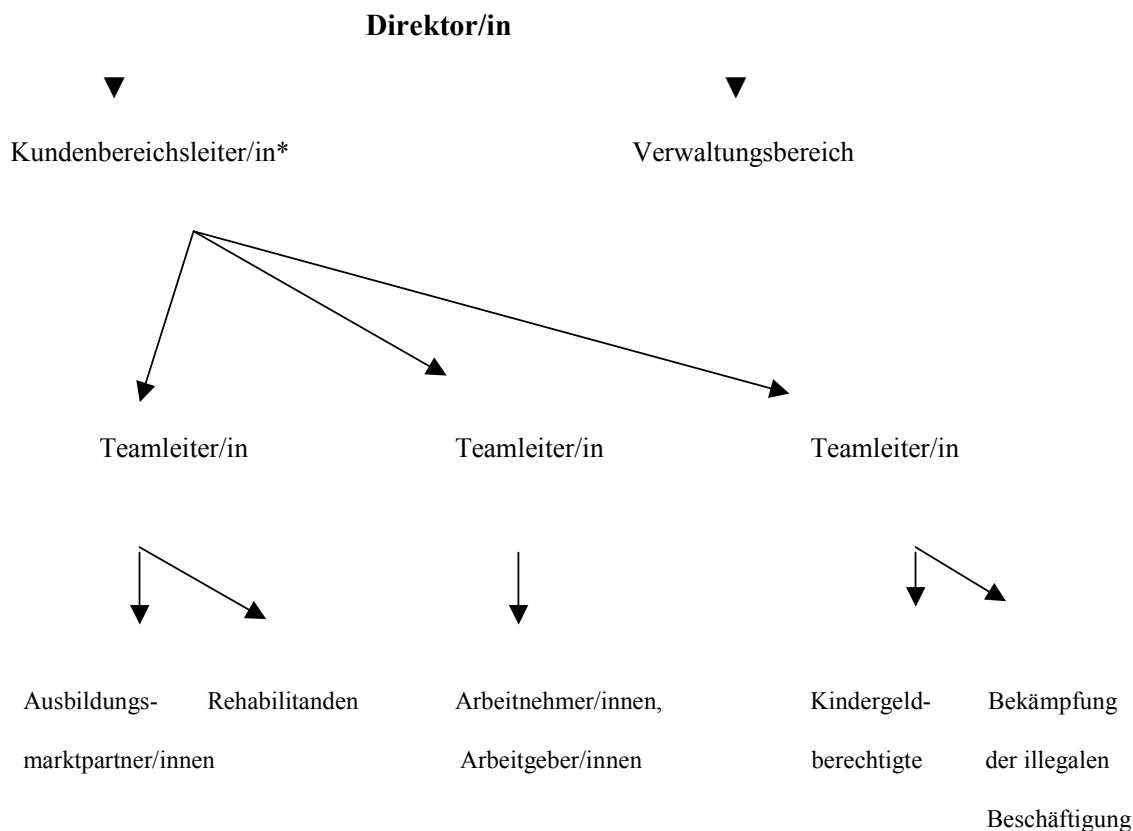 Direktor/in
Kundenbereichsleiter/in* Verwaltungsbereich
Teamleiter/in Teamleiter/in Teamleiter/in
Ausbildungs- Rehabilitanden Arbeitnehmer/innen, Kindergeld- Bekämpfung
marktpartner/innen Arbeitgeber/innen berechtigte der illegalen
Beschäftigung